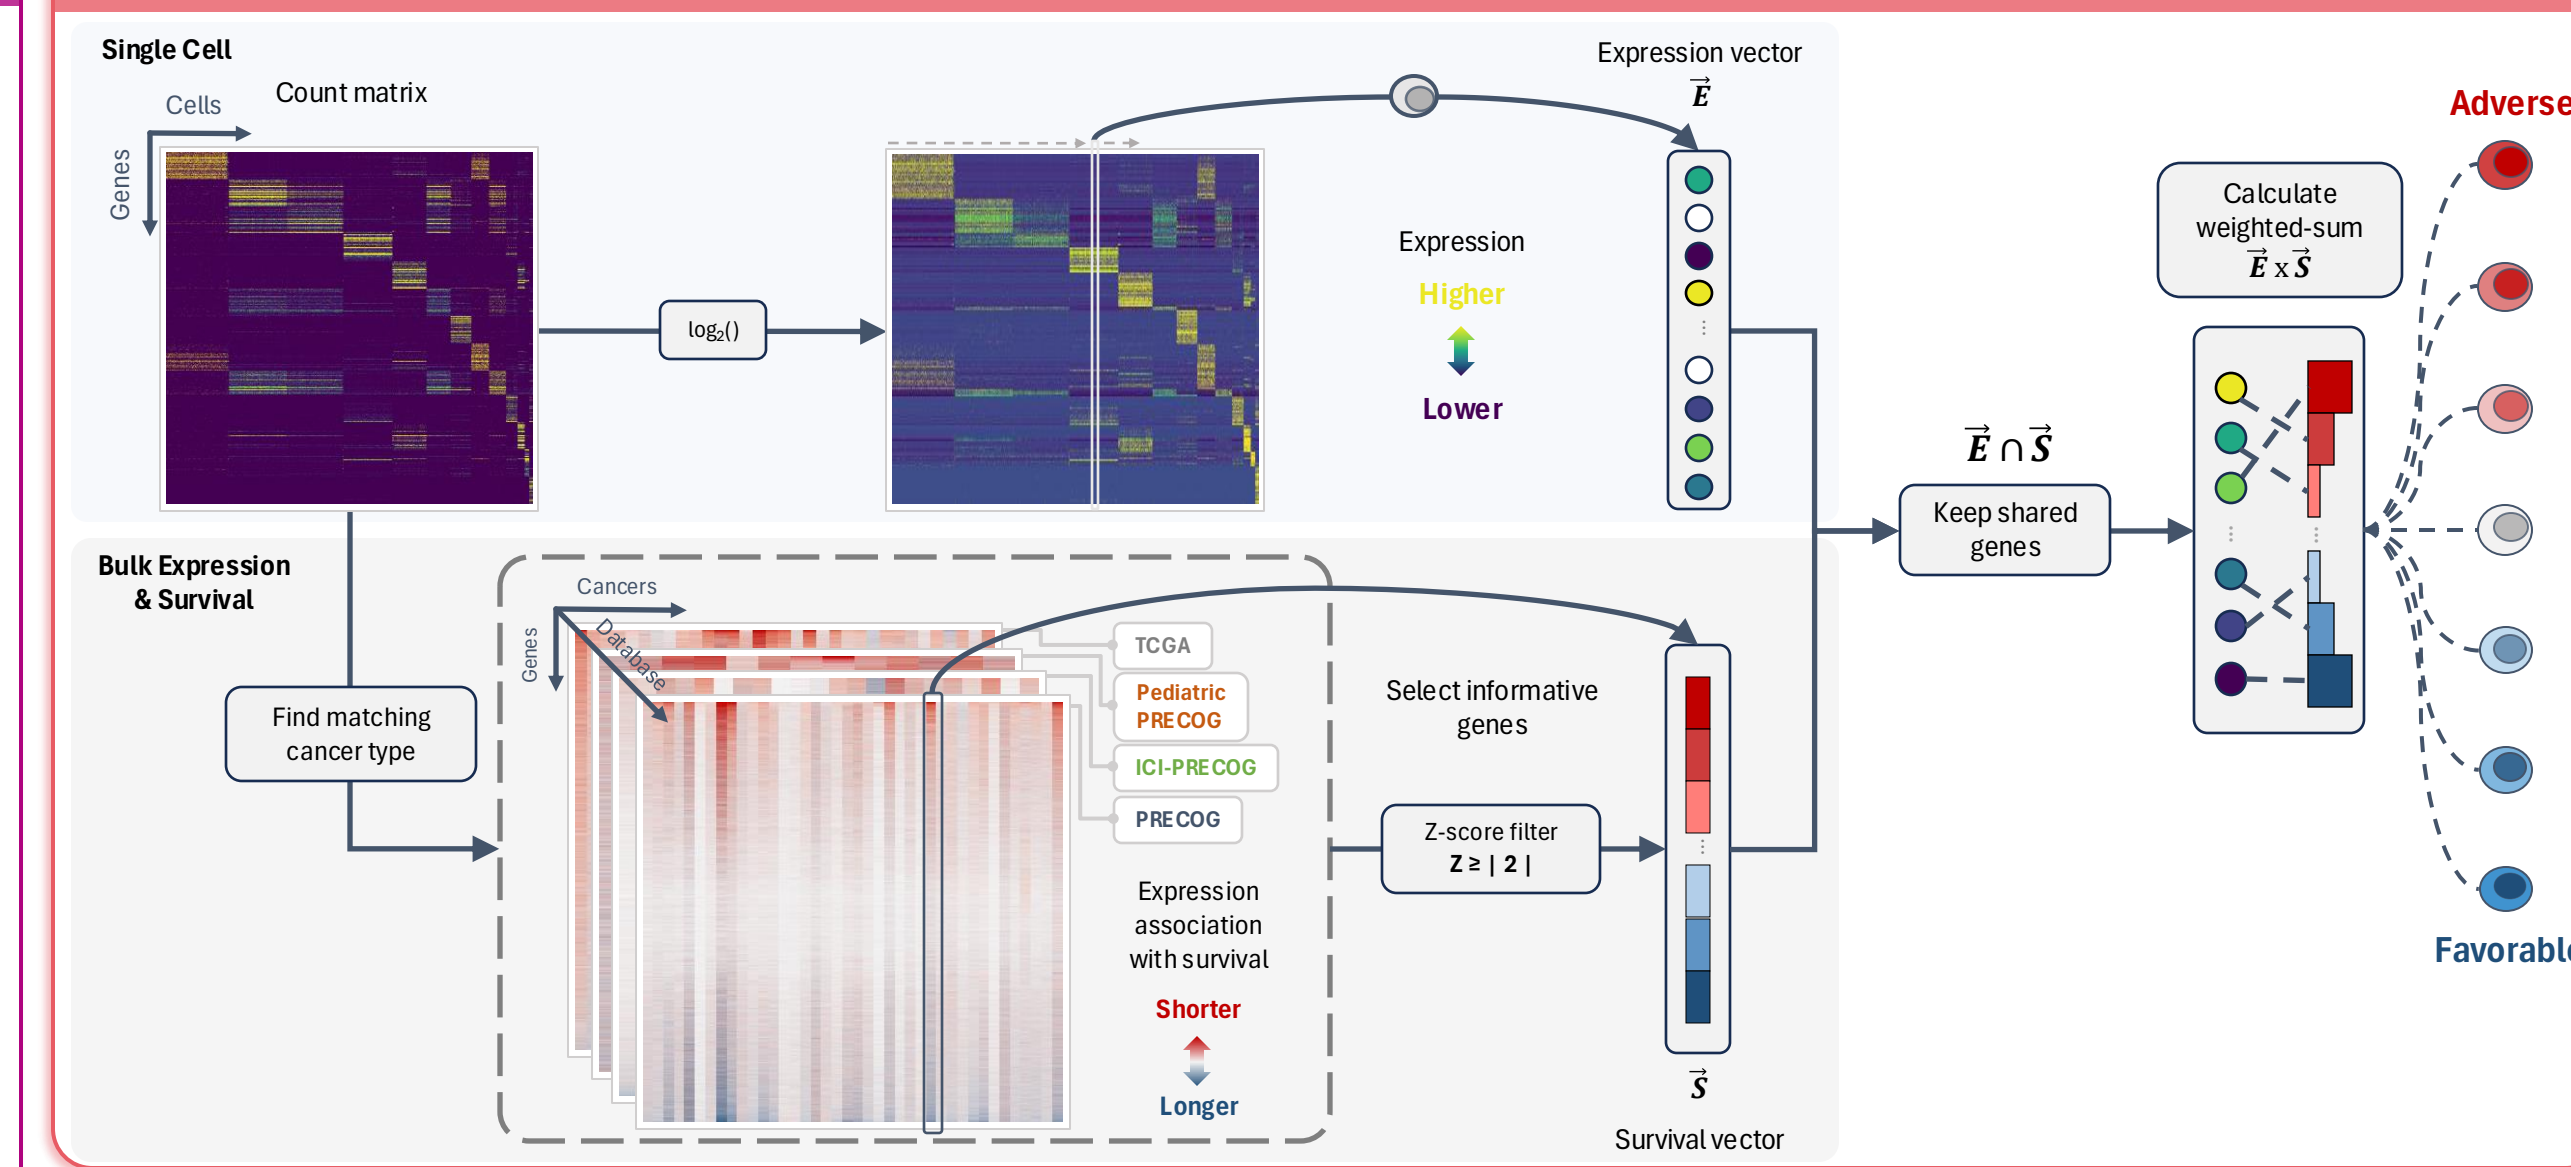 Single Cell
Count matrix
Cells
Genes
log2()
Expression vector
E
Expression
Higher
Lower
Bulk Expression
& Survival
Find matching
cancer type
Cancers
Genes
Database
TCGA
Pediatric
PRECOG
ICI-PRECOG
PRECOG
Expression
association
with survival
Shorter
Longer
Select informative
genes
Z-score filter
Z ≥ | 2 |
S
Survival vector
E ∩ S
Keep shared
genes
Calculate
weighted-sum
E x S
Adverse
Favorable